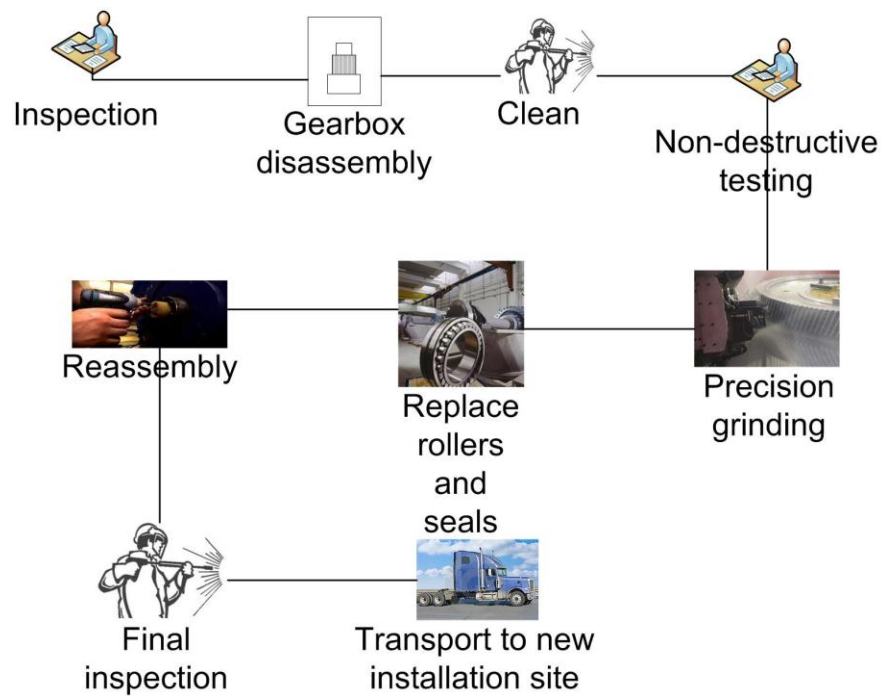 Inspection
Gearbox
disassembly
Clean
Non-destructive
testing
Precision
grinding
Replace
rollers
and
seals
Reassembly
Final
inspection
Transport to new
installation site